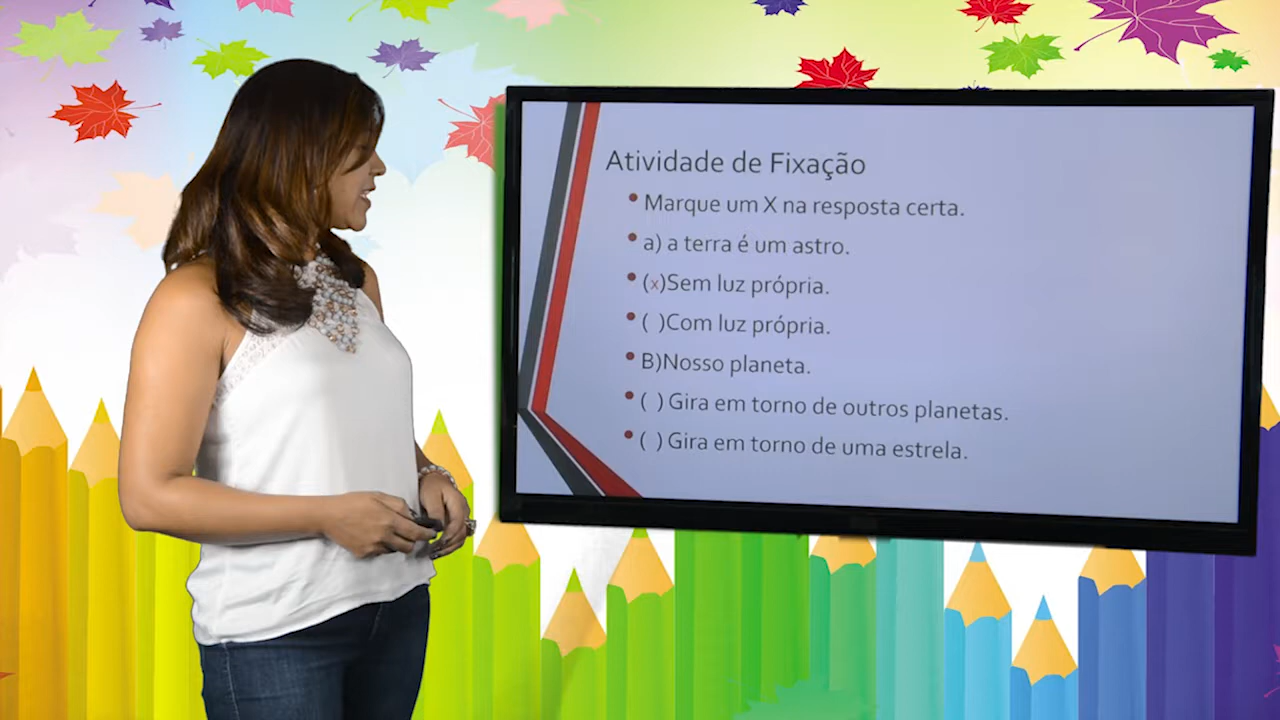 Atividade de Fixação
• Marque um X na resposta certa.
• a) a terra é um astro.
• (x)Sem luz própria.
• ( )Com luz própria.
• B)Nosso planeta.
• ( ) Gira em torno de outros planetas.
• ( ) Gira em torno de uma estrela.